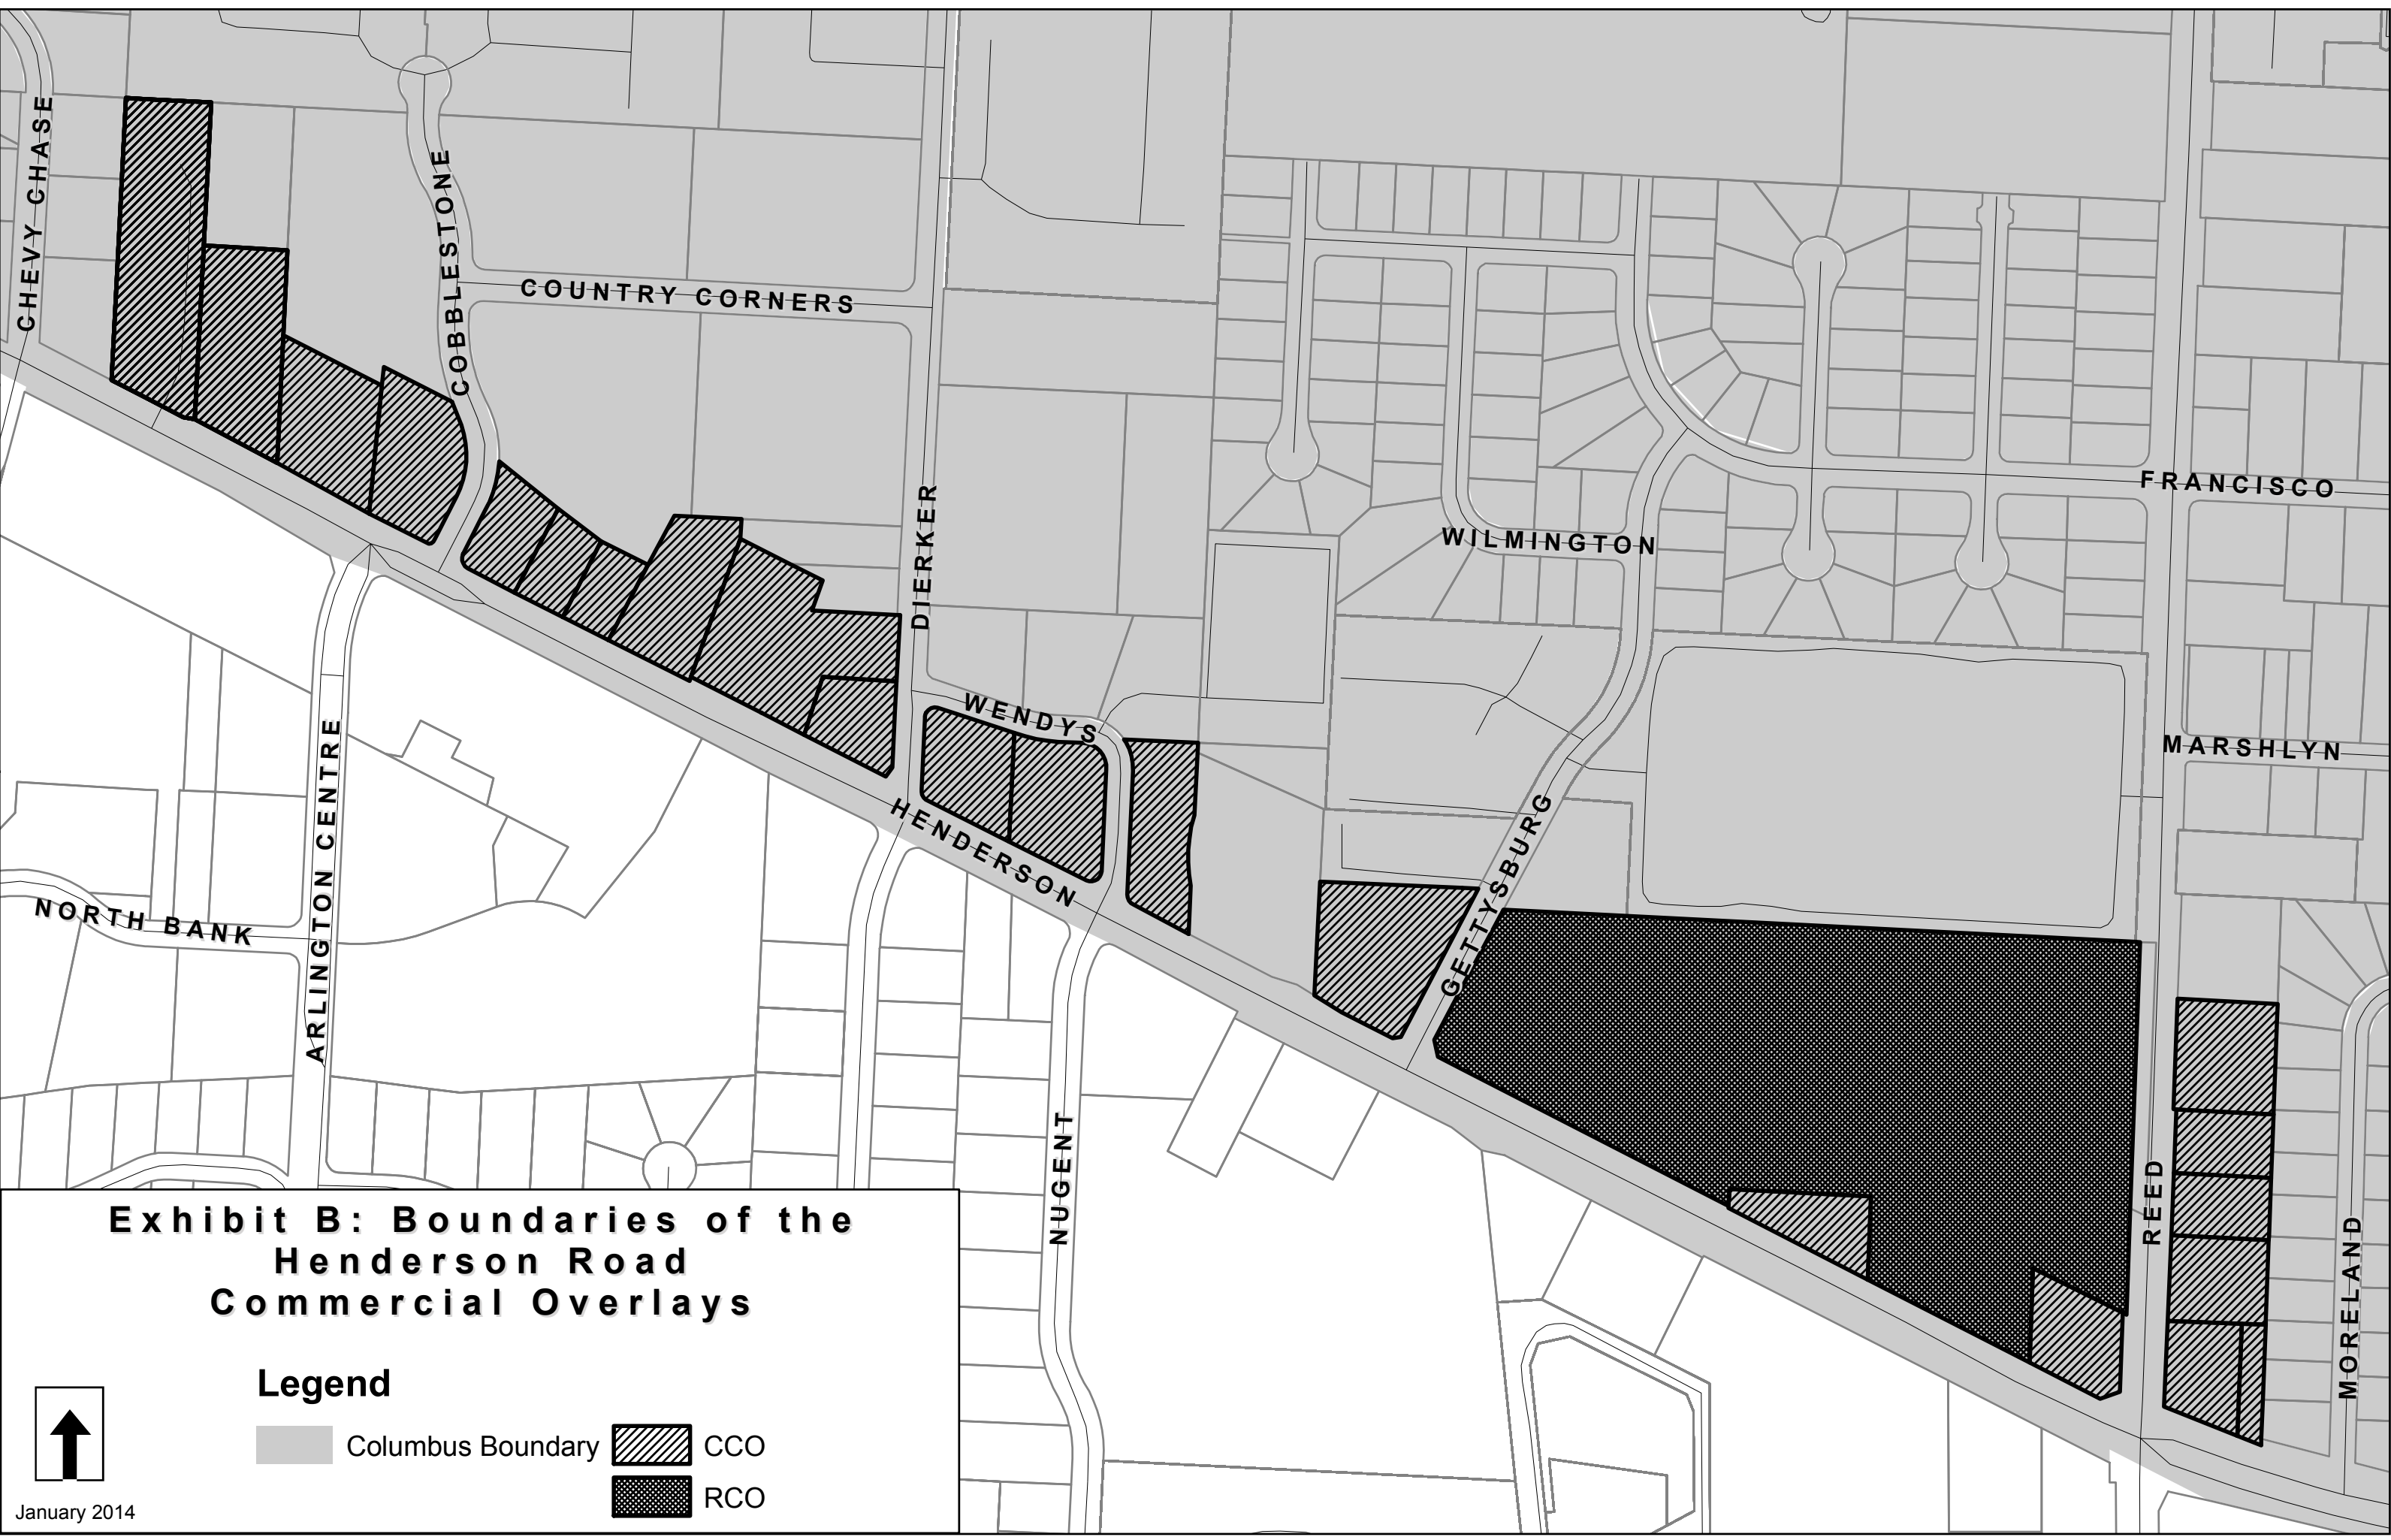 CHEVY CHASE
COBBLESTONE
COUNTRY CORNERS
DIERKER
FRANCISCO
WILMINGTON
WENDYS
MARSHLYN
HENDERSON
GETTYSBURG
ARLINGTON CENTRE
NORTH BANK
NUGENT
REED
MORELAND
Exhibit B: Boundaries of the
Henderson Road
Commercial Overlays
Legend
Columbus Boundary
CCO
RCO
January 2014